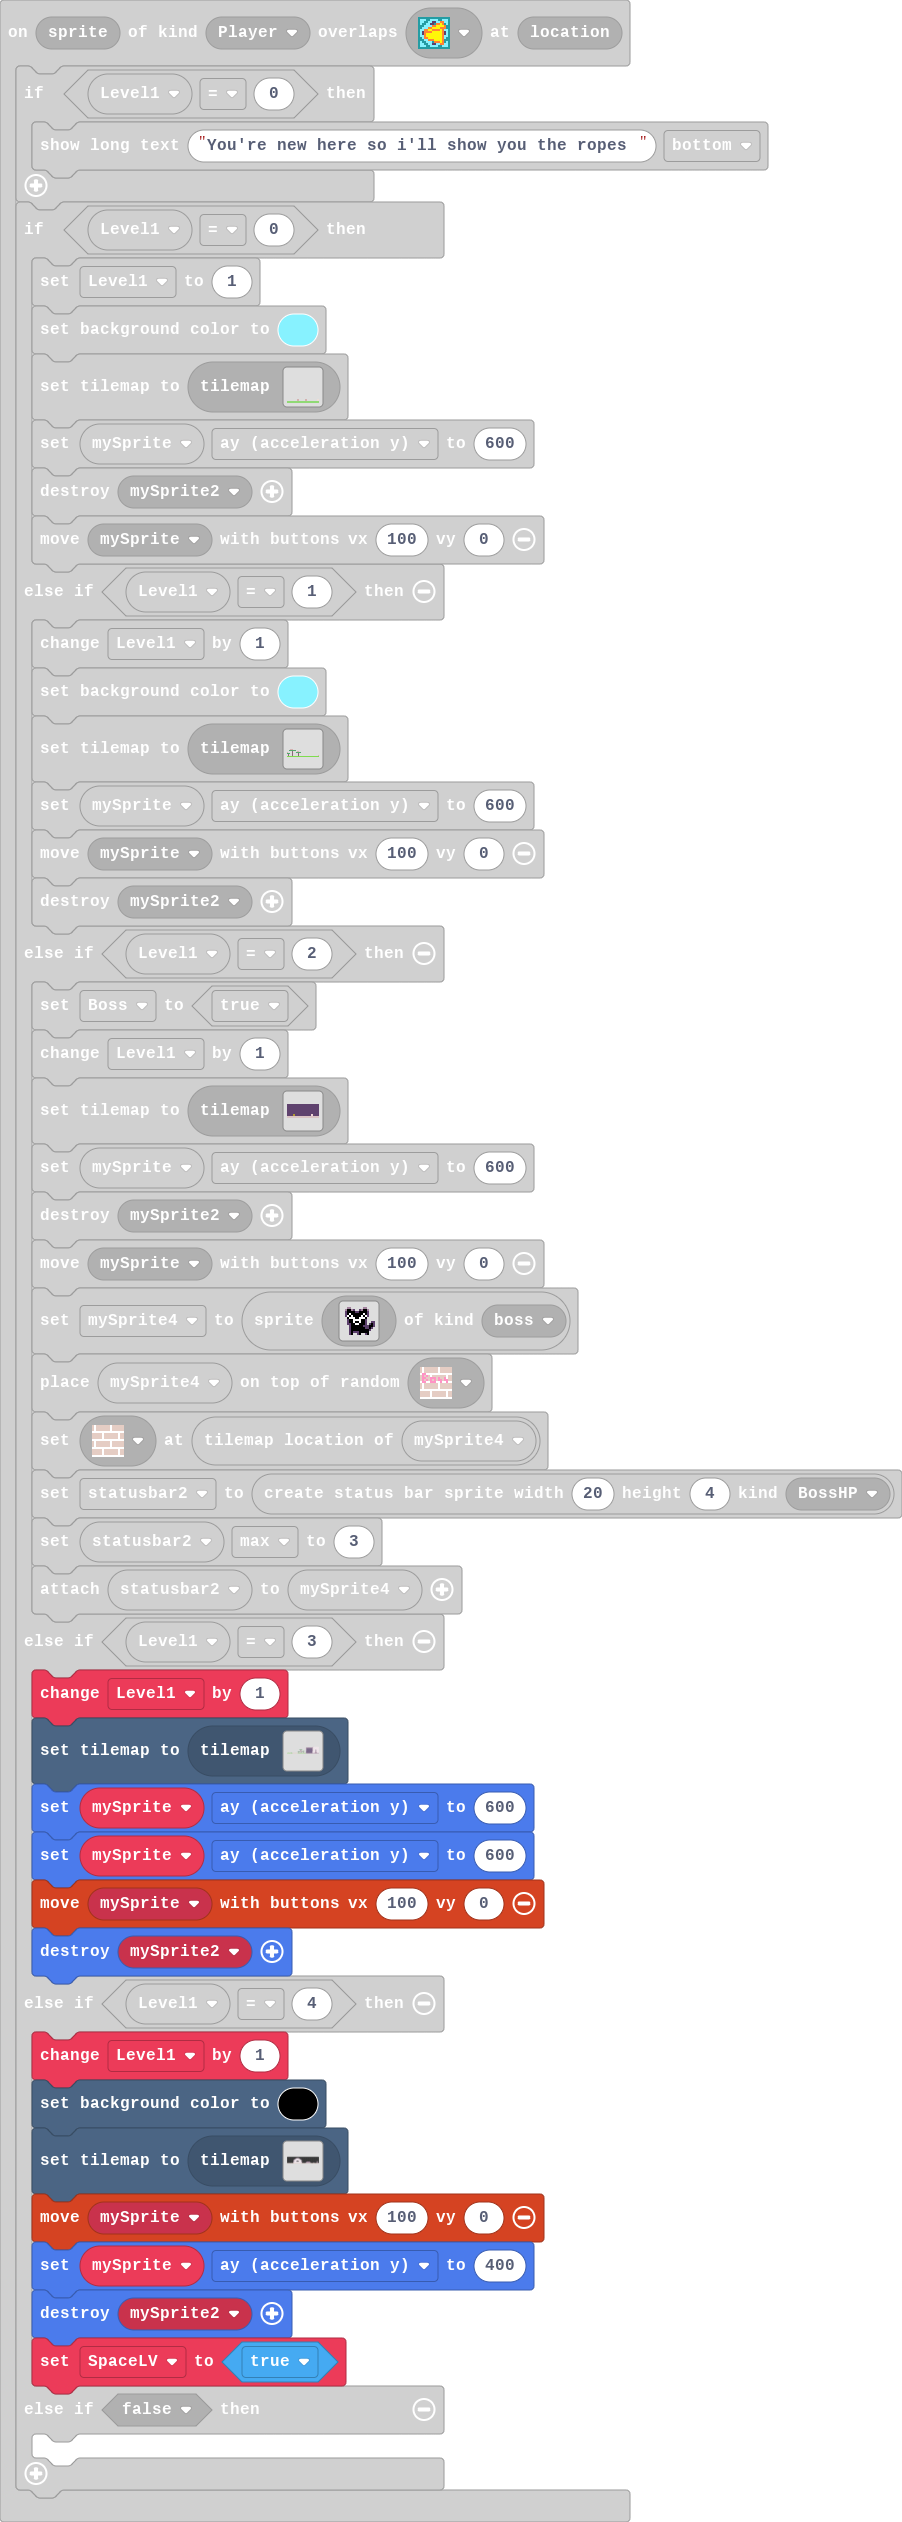 on sprite of kind Player overlaps at location
if Level1 = 0 then
show long text "You're new here so i'll show you the ropes " bottom
if Level1 = 0 then
set Level1 to 1
set background color to
set tilemap to tilemap
set mySprite ay (acceleration y) to 600
destroy mySprite2
move mySprite with buttons vx 100 vy 0
else if Level1 = 1 then
change Level1 by 1
set background color to
set tilemap to tilemap
set mySprite ay (acceleration y) to 600
move mySprite with buttons vx 100 vy 0
destroy mySprite2
else if Level1 = 2 then
set Boss to true
change Level1 by 1
set tilemap to tilemap
set mySprite ay (acceleration y) to 600
destroy mySprite2
move mySprite with buttons vx 100 vy 0
set mySprite4 to sprite of kind boss
place mySprite4 on top of random
set at tilemap location of mySprite4
set statusbar2 to create status bar sprite width 20 height 4 kind BossHP
set statusbar2 max to 3
attach statusbar2 to mySprite4
else if Level1 = 3 then
change Level1 by 1
set tilemap to tilemap
set mySprite ay (acceleration y) to 600
set mySprite ay (acceleration y) to 600
move mySprite with buttons vx 100 vy 0
destroy mySprite2
else if Level1 = 4 then
change Level1 by 1
set background color to
set tilemap to tilemap
move mySprite with buttons vx 100 vy 0
set mySprite ay (acceleration y) to 400
destroy mySprite2
set SpaceLV to true
else if false then